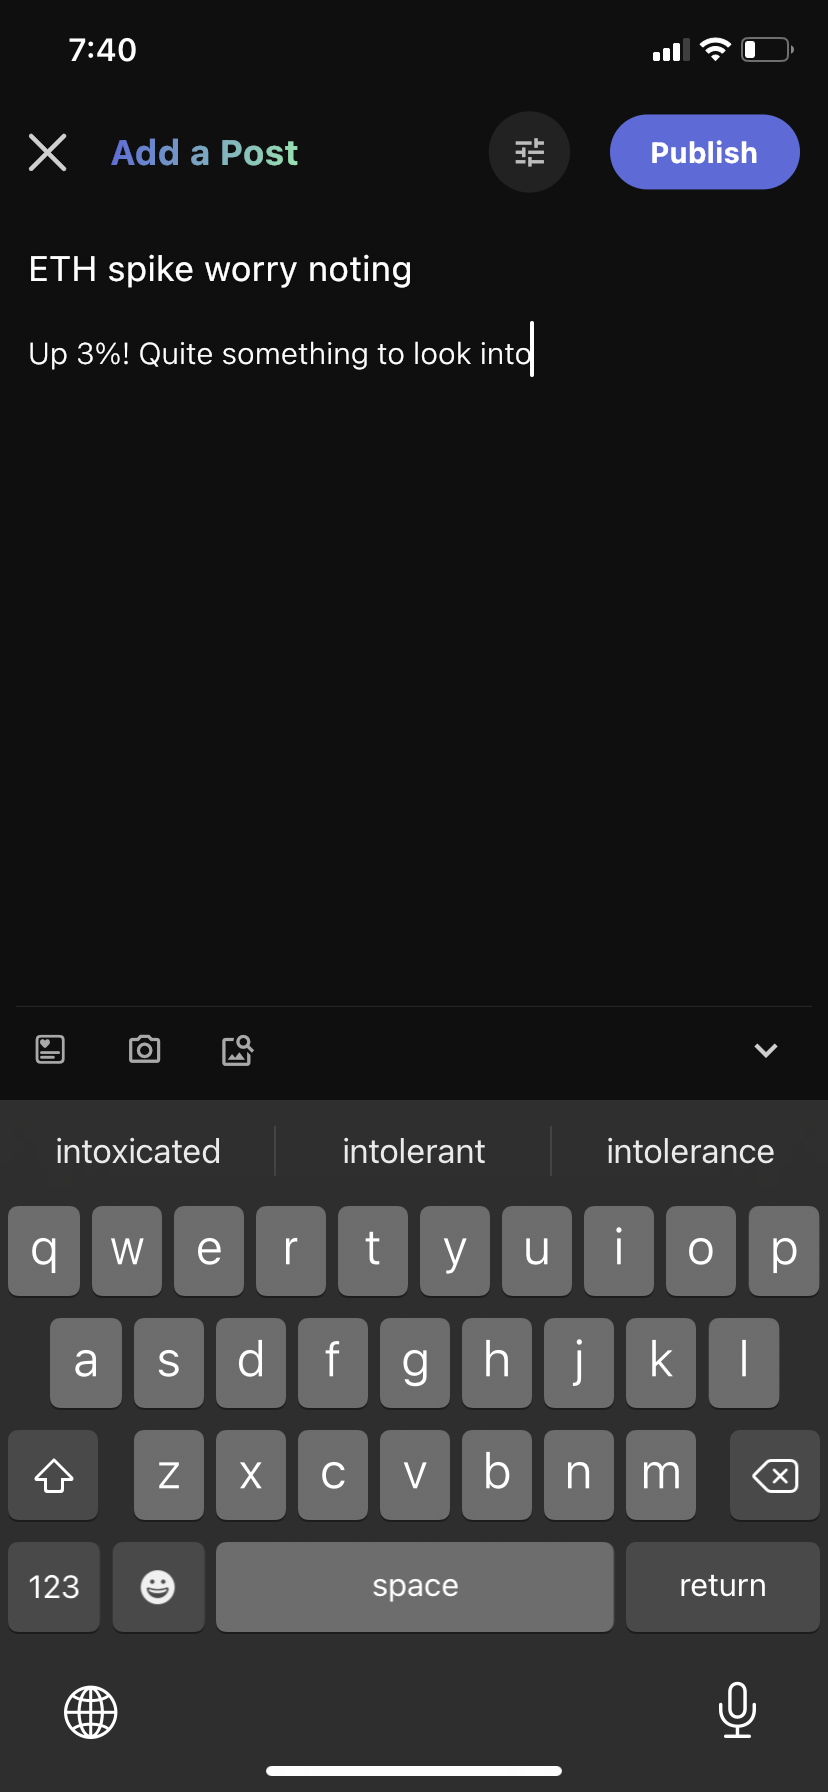 7:40
Add a Post
Publish
ETH spike worry noting
Up 3%! Quite something to look into
intoxicated intolerant intolerance
q w e r t y u i o p
a s d f g h j k l
z x c v b n m
123 space return